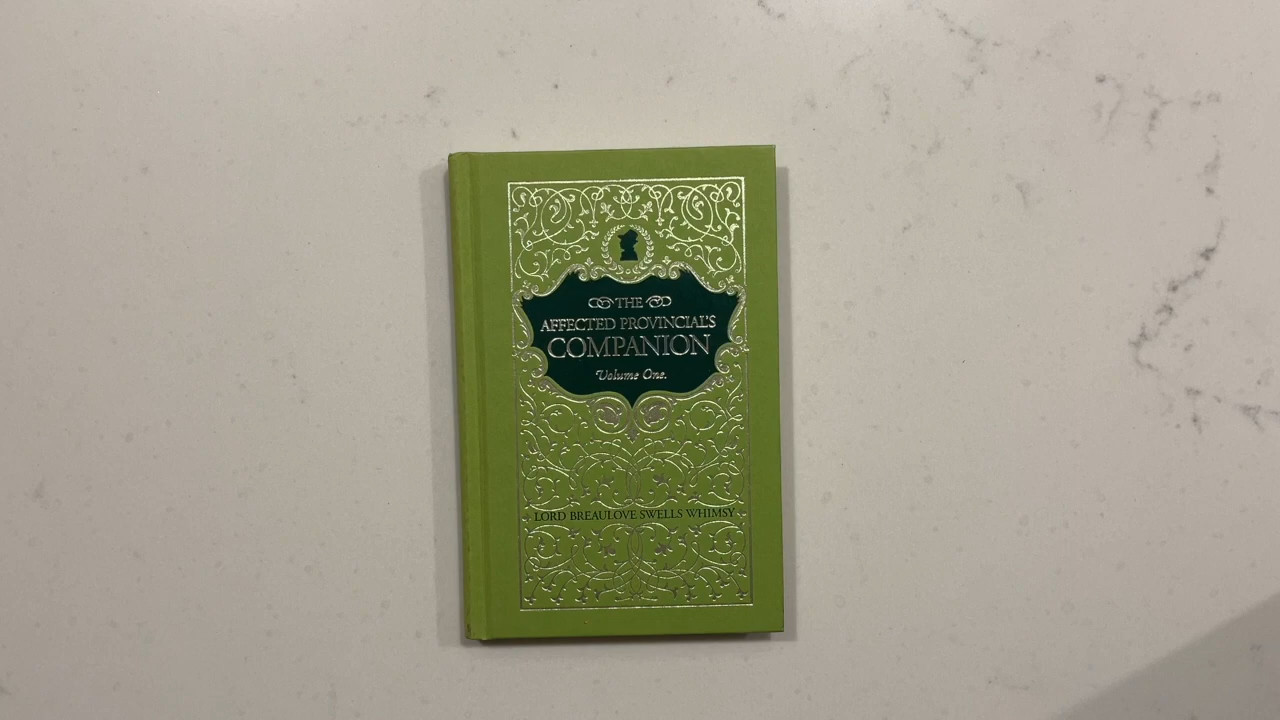 THE
AFFECTED PROVINCIAL'S
COMPANION
Volume One.
LORD BREAULOVE SWELLS WHIMSY